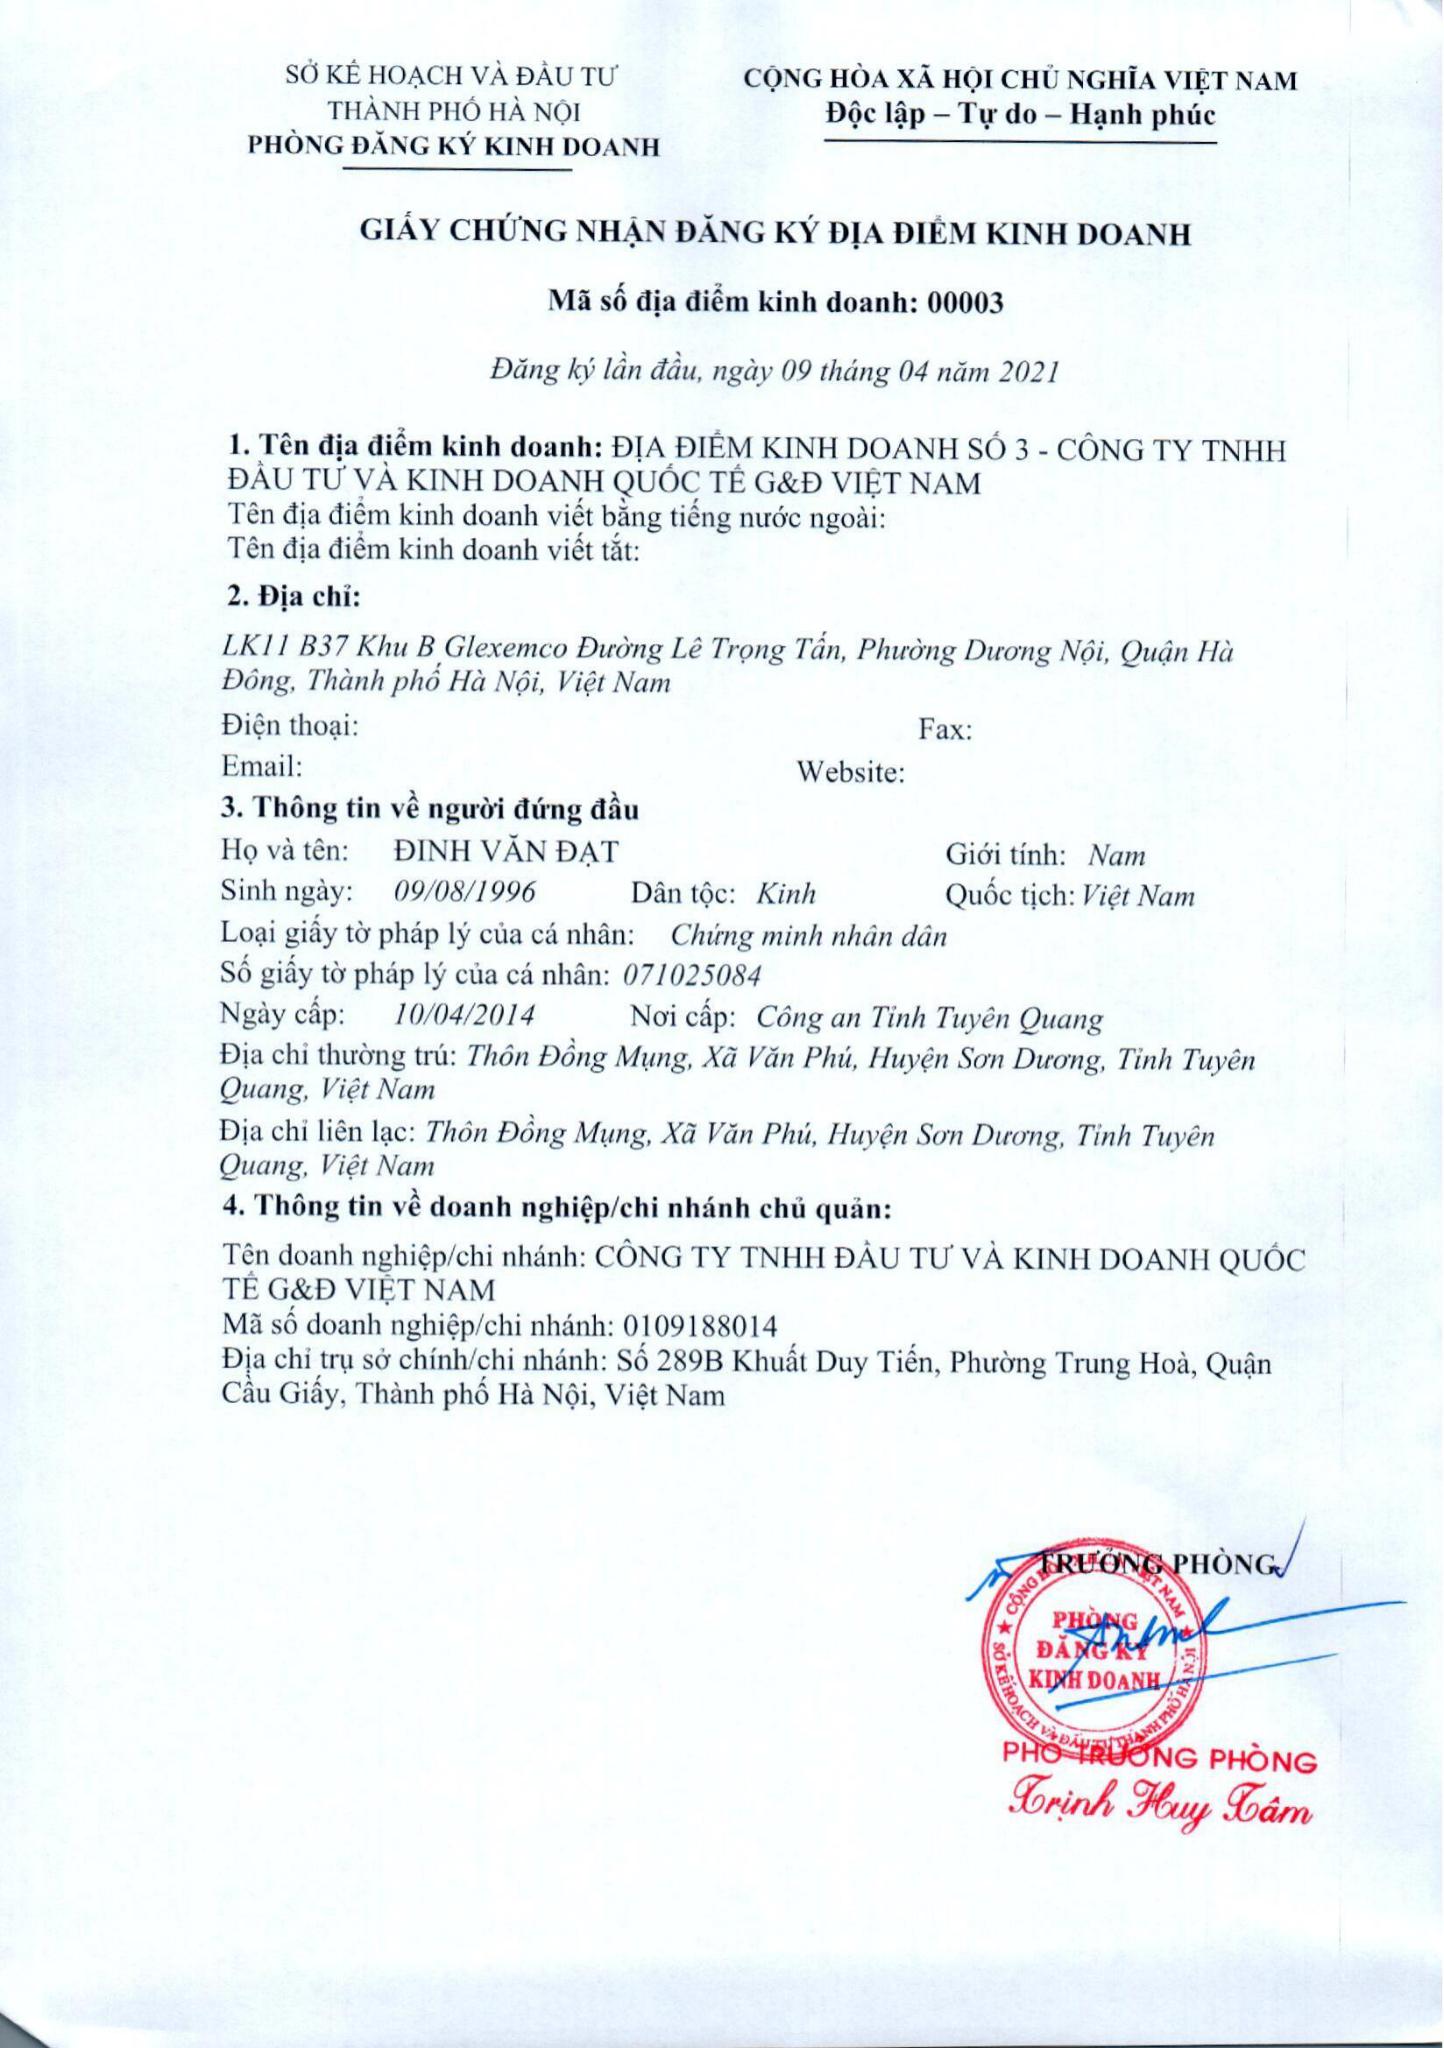 SỞ KẾ HOẠCH VÀ ĐẦU TƯ
THÀNH PHỐ HÀ NỘI
PHÒNG ĐĂNG KÝ KINH DOANH
CỘNG HÒA XÃ HỘI CHỦ NGHĨA VIỆT NAM
Độc lập – Tự do – Hạnh phúc
GIẤY CHỨNG NHẬN ĐĂNG KÝ ĐỊA ĐIỂM KINH DOANH
Mã số địa điểm kinh doanh: 00003
Đăng ký lần đầu, ngày 09 tháng 04 năm 2021
1. Tên địa điểm kinh doanh: ĐỊA ĐIỂM KINH DOANH SỐ 3 - CÔNG TY TNHH
ĐẦU TƯ VÀ KINH DOANH QUỐC TẾ G&Đ VIỆT NAM
Tên địa điểm kinh doanh viết bằng tiếng nước ngoài:
Tên địa điểm kinh doanh viết tắt:
2. Địa chỉ:
LK11 B37 Khu B Glexemco Đường Lê Trọng Tấn, Phường Dương Nội, Quận Hà
Đông, Thành phố Hà Nội, Việt Nam
Điện thoại: Fax:
Email: Website:
3. Thông tin về người đứng đầu
Họ và tên: ĐINH VĂN ĐẠT Giới tính: Nam
Sinh ngày: 09/08/1996 Dân tộc: Kinh Quốc tịch: Việt Nam
Loại giấy tờ pháp lý của cá nhân: Chứng minh nhân dân
Số giấy tờ pháp lý của cá nhân: 071025084
Ngày cấp: 10/04/2014 Nơi cấp: Công an Tỉnh Tuyên Quang
Địa chỉ thường trú: Thôn Đồng Mụng, Xã Văn Phú, Huyện Sơn Dương, Tỉnh Tuyên
Quang, Việt Nam
Địa chỉ liên lạc: Thôn Đồng Mụng, Xã Văn Phú, Huyện Sơn Dương, Tỉnh Tuyên
Quang, Việt Nam
4. Thông tin về doanh nghiệp/chi nhánh chủ quản:
Tên doanh nghiệp/chi nhánh: CÔNG TY TNHH ĐẦU TƯ VÀ KINH DOANH QUỐC
TẾ G&Đ VIỆT NAM
Mã số doanh nghiệp/chi nhánh: 0109188014
Địa chỉ trụ sở chính/chi nhánh: Số 289B Khuất Duy Tiến, Phường Trung Hoà, Quận
Cầu Giấy, Thành phố Hà Nội, Việt Nam
TRƯỞNG PHÒNG
PHÒNG
ĐĂNG KÝ
KINH DOANH
SỞ KẾ HOẠCH VÀ ĐẦU TƯ THÀNH PHỐ HÀ NỘI
PHÓ TRƯỞNG PHÒNG
Trịnh Huy Tâm